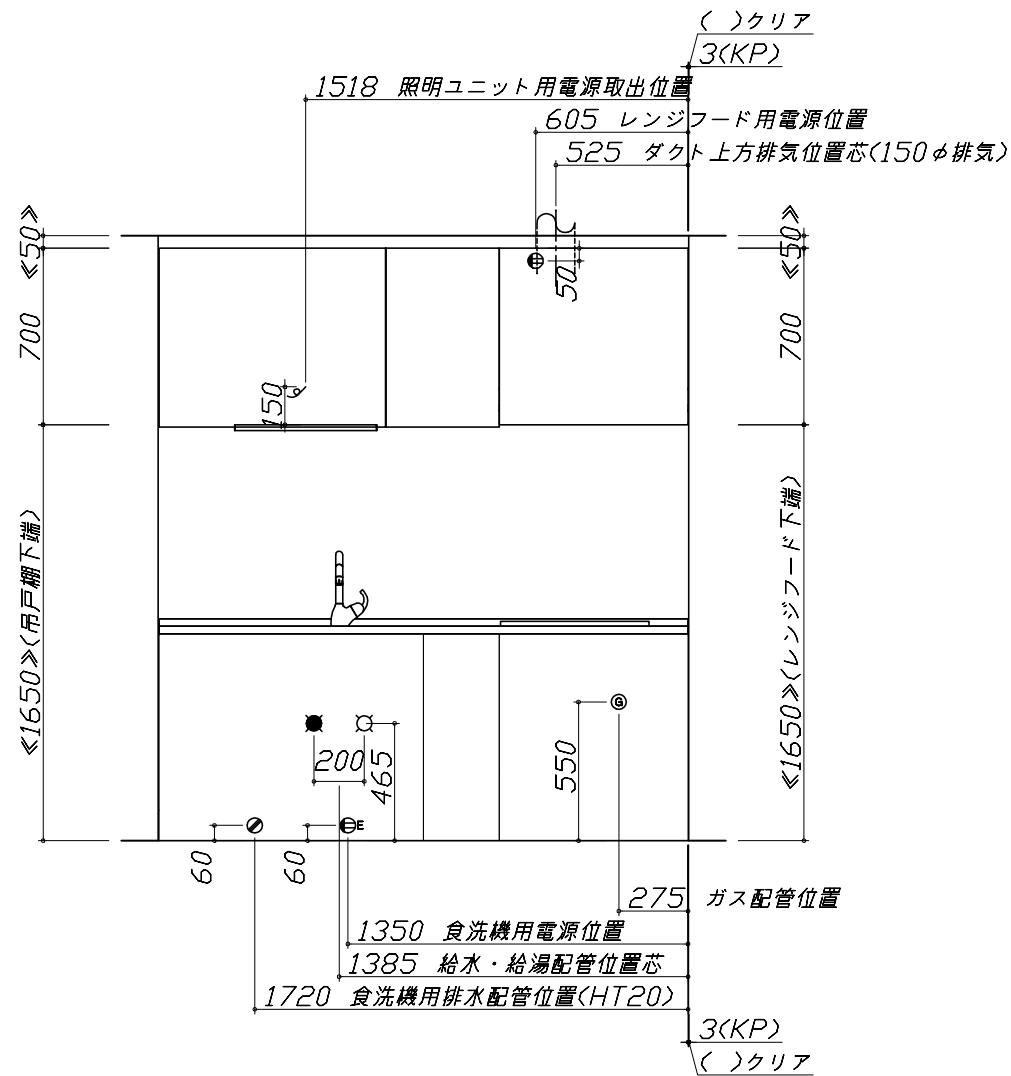 ( )クリア
3(KP)
1518 照明ユニット用電源取出位置
605 レンジフード用電源位置
525 ダクト上方排気位置芯(150φ排気)
≪50≫
≪50≫
50
700
700
150
≪1650≫(吊戸棚下端)
≪1650≫(レンジフード下端)
G
200
465
550
E
60
60
275 ガス配管位置
1350 食洗機用電源位置
1385 給水・給湯配管位置芯
1720 食洗機用排水配管位置(HT20)
3(KP)
( )クリア